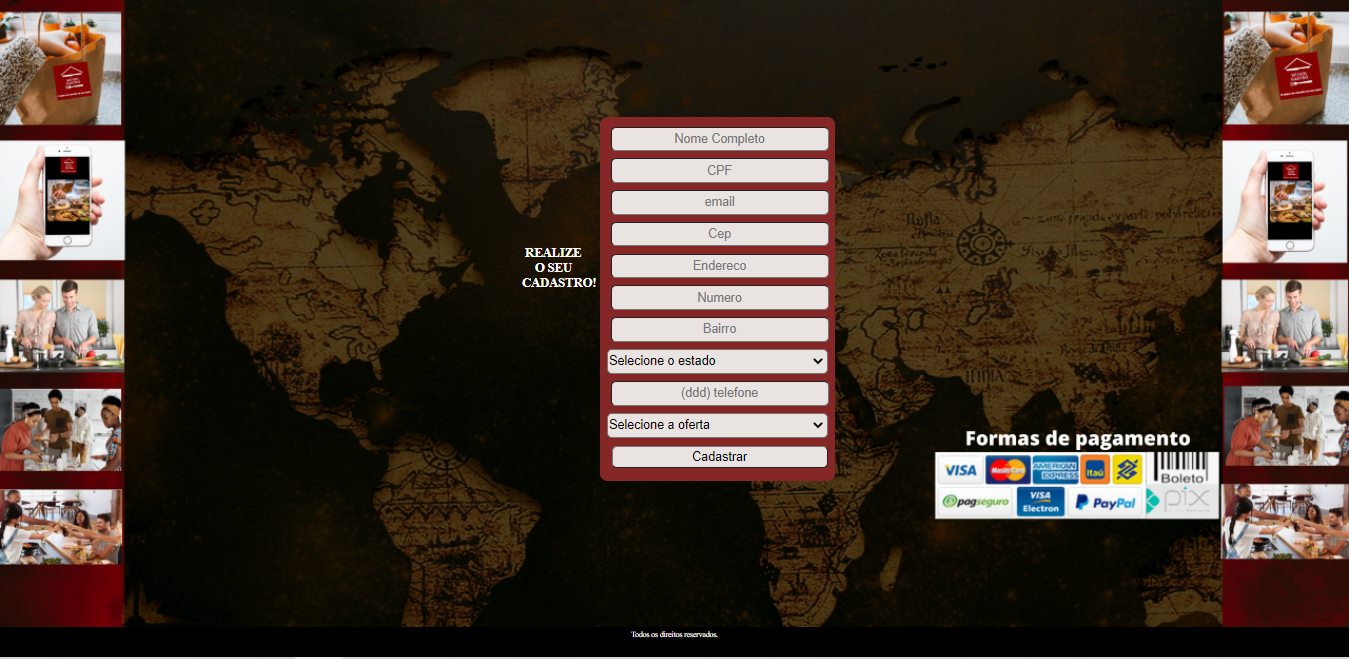 REALIZE
O SEU
CADASTRO!
Nome Completo
CPF
email
Cep
Endereco
Numero
Bairro
Selecione o estado
(ddd) telefone
Selecione a oferta
Cadastrar
Formas de pagamento
VISA
MasterCard
AMERICAN EXPRESS
Itaú
Boleto
pagseguro
VISA
Electron
PayPal
pix
Todos os direitos reservados.